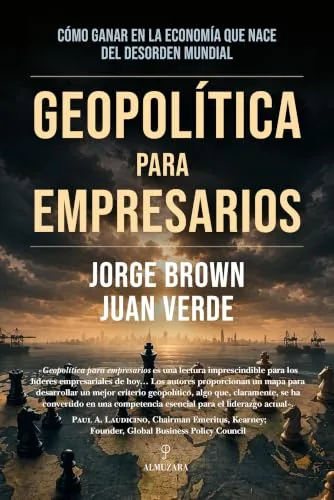 CÓMO GANAR EN LA ECONOMÍA QUE NACE
DEL DESORDEN MUNDIAL
GEOPOLÍTICA
PARA
EMPRESARIOS
JORGE BROWN
JUAN VERDE
«Geopolítica para empresarios es una lectura imprescindible para los
líderes empresariales de hoy… Los autores proporcionan un mapa para
desarrollar un mejor criterio geopolítico, algo que, claramente, se ha
convertido en una competencia esencial para el liderazgo actual».
PAUL A. LAUDICINO, Chairman Emeritus, Kearney;
Founder, Global Business Policy Council
ALMUZARA